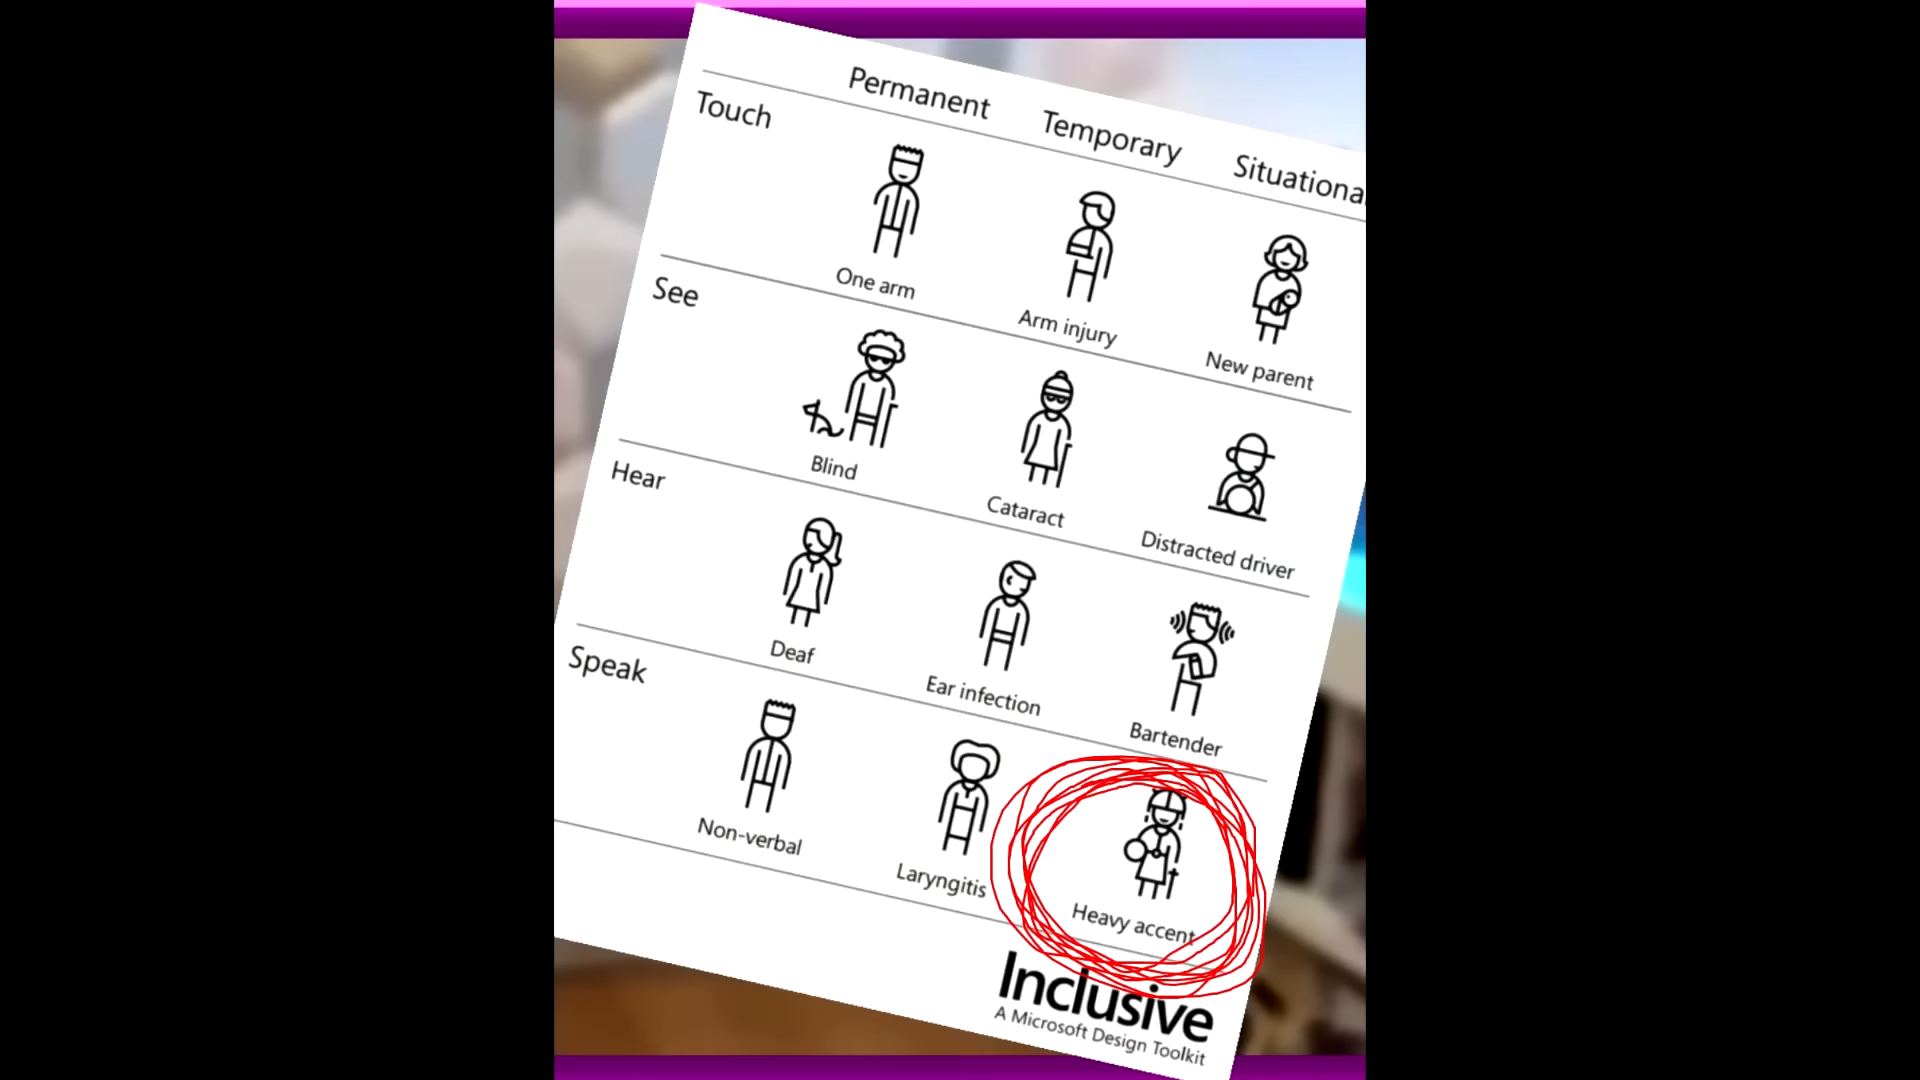 Permanent
Temporary
Situationa
Touch
One arm
Arm injury
New parent
See
Blind
Cataract
Distracted driver
Hear
Deaf
Ear infection
Bartender
Speak
Non-verbal
Laryngitis
Heavy accent
Inclusive
A Microsoft Design Toolkit